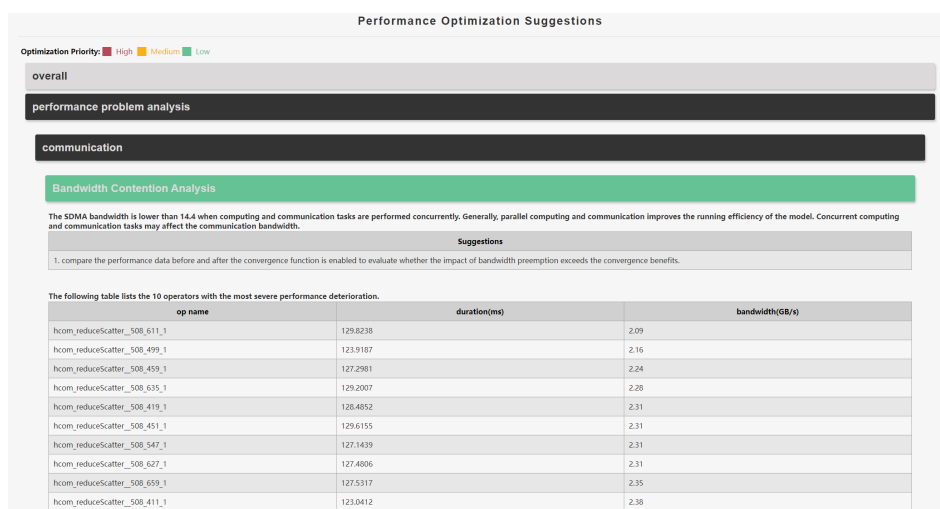 Performance Optimization Suggestions
Optimization Priority: High Medium Low
overall
performance problem analysis
communication
Bandwidth Contention Analysis
The SDMA bandwidth is lower than 14.4 when computing and communication tasks are performed concurrently. Generally, parallel computing and communication improves the running efficiency of the model. Concurrent computing
and communication tasks may affect the communication bandwidth.
Suggestions
1. compare the performance data before and after the convergence function is enabled to evaluate whether the impact of bandwidth preemption exceeds the convergence benefits.
The following table lists the 10 operators with the most severe performance deterioration.
op name duration(ms) bandwidth(GB/s)
hcom_reduceScatter__508_611_1 129.8238 2.09
hcom_reduceScatter__508_499_1 123.9187 2.16
hcom_reduceScatter__508_459_1 127.2981 2.24
hcom_reduceScatter__508_635_1 129.2007 2.28
hcom_reduceScatter__508_419_1 128.4852 2.31
hcom_reduceScatter__508_451_1 129.6155 2.31
hcom_reduceScatter__508_547_1 127.1439 2.31
hcom_reduceScatter__508_627_1 127.4806 2.31
hcom_reduceScatter__508_659_1 127.5317 2.35
hcom_reduceScatter__508_411_1 123.0412 2.38